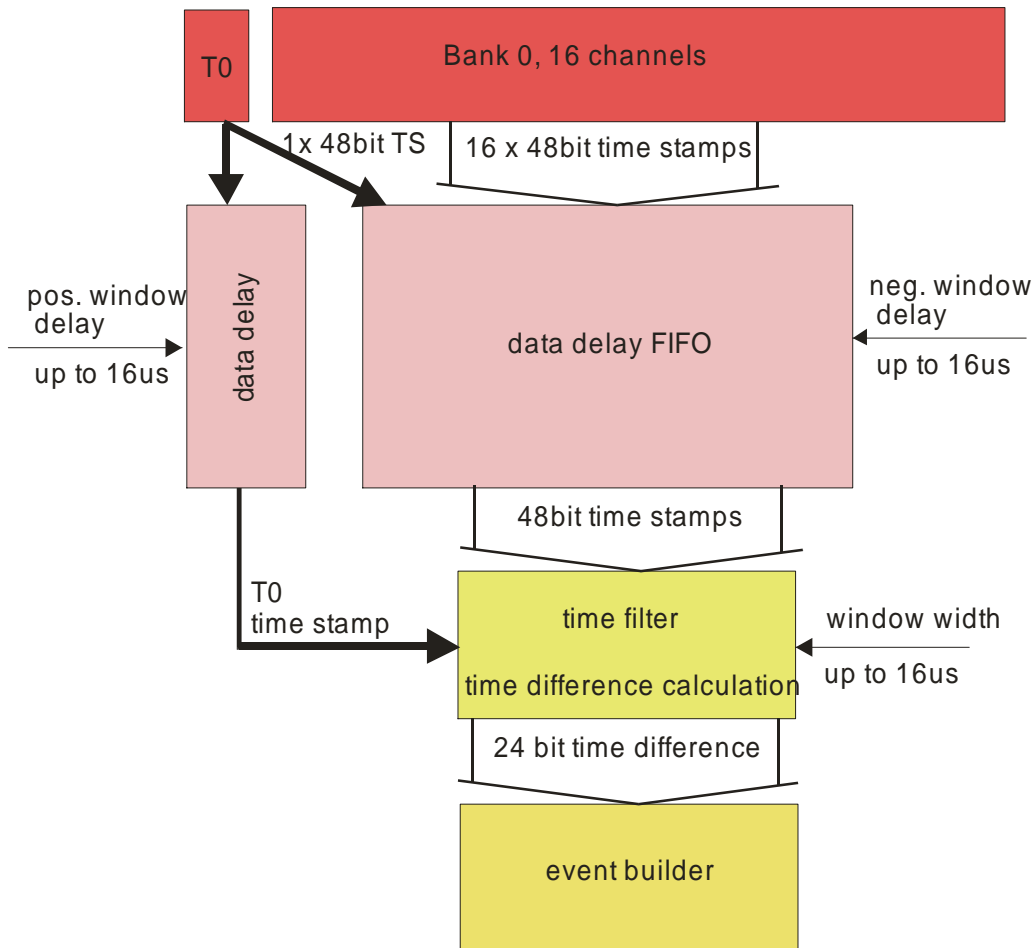 T0
Bank 0, 16 channels
1x 48bit TS
16 x 48bit time stamps
pos. window
delay
up to 16us
data delay
data delay FIFO
neg. window
delay
up to 16us
48bit time stamps
T0
time stamp
time filter
time difference calculation
window width
up to 16us
24 bit time difference
event builder